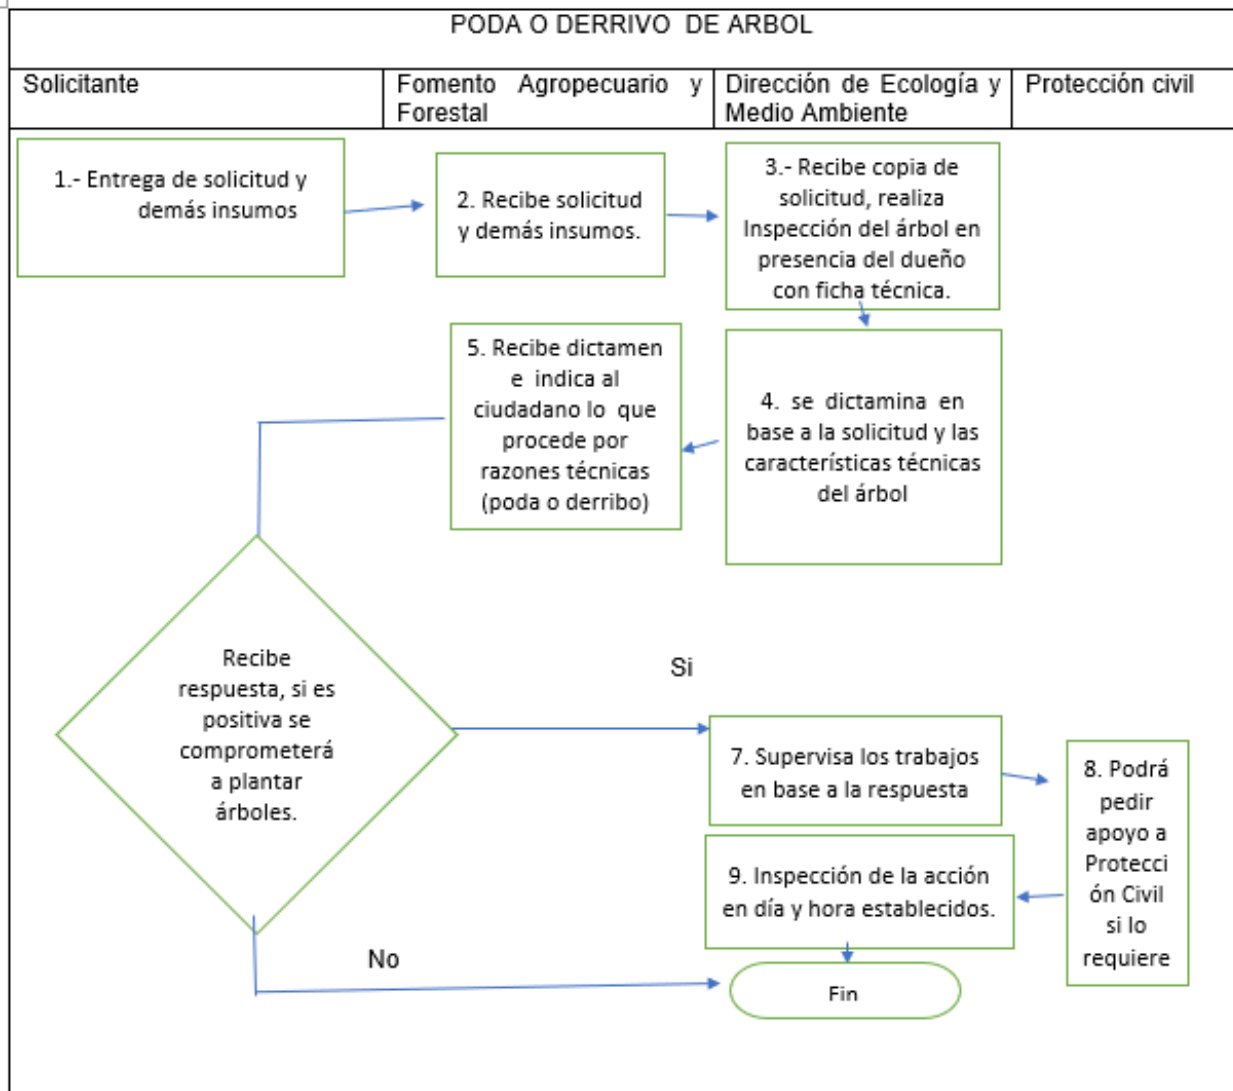 PODA O DERRIVO DE ARBOL
Solicitante
Fomento Agropecuario y
Forestal
Dirección de Ecología y
Medio Ambiente
Protección civil
1.- Entrega de solicitud y
demás insumos
2. Recibe solicitud
y demás insumos.
3.- Recibe copia de
solicitud, realiza
Inspección del árbol en
presencia del dueño
con ficha técnica.
4. se dictamina en
base a la solicitud y las
características técnicas
del árbol
5. Recibe dictamen
e indica al
ciudadano lo que
procede por
razones técnicas
(poda o derribo)
Recibe
respuesta, si es
positiva se
comprometerá
a plantar
árboles.
Si
7. Supervisa los trabajos
en base a la respuesta
8. Podrá
pedir
apoyo a
Protecci
ón Civil
si lo
requiere
9. Inspección de la acción
en día y hora establecidos.
No
Fin